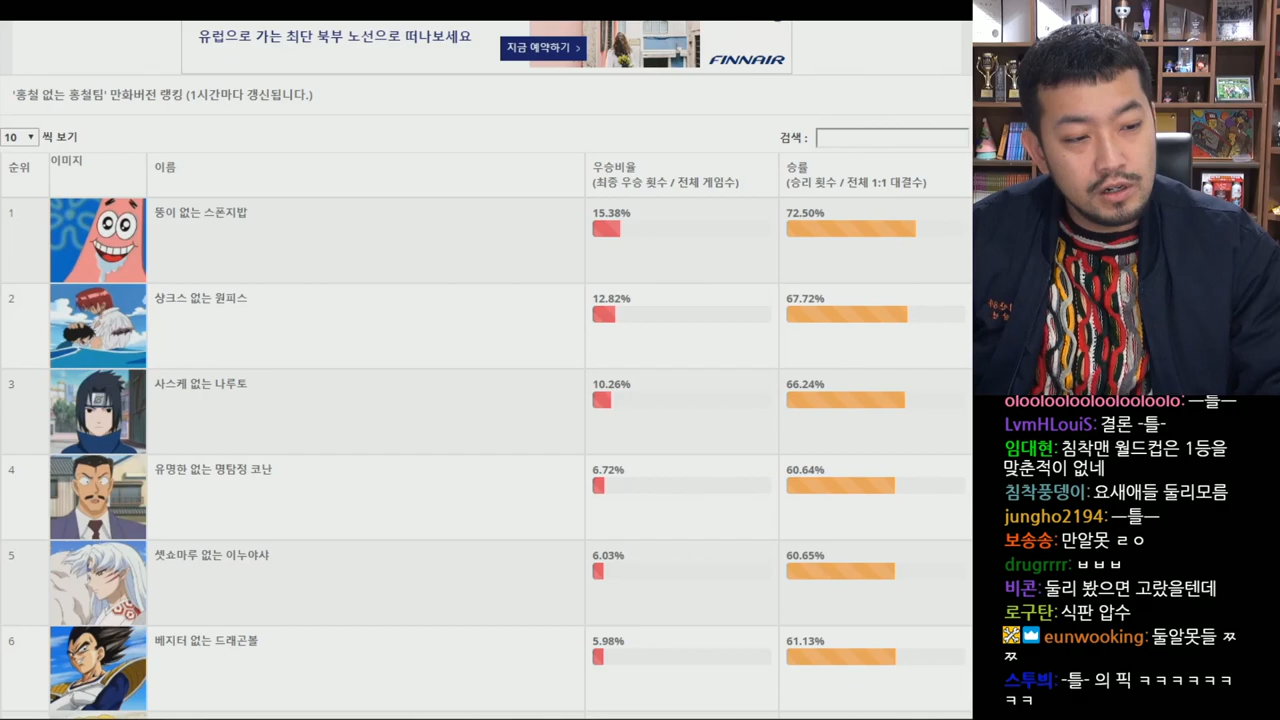 유럽으로 가는 최단 북부 노선으로 떠나보세요
지금 예약하기 >
FINNAIR
'홍철 없는 홍철팀' 만화버전 랭킹 (1시간마다 갱신됩니다.)
10 ▼ 씩 보기
검색 :
순위 이미지 이름 우승비율 승률
(최종 우승 횟수 / 전체 게임수) (승리 횟수 / 전체 1:1 대결수)
1 뚱이 없는 스폰지밥 15.38% 72.50%
2 샹크스 없는 원피스 12.82% 67.72%
3 사스케 없는 나루토 10.26% 66.24%
4 유명한 없는 명탐정 코난 6.72% 60.64%
5 셋쇼마루 없는 이누야샤 6.03% 60.65%
6 베지터 없는 드래곤볼 5.98% 61.13%
olooloolooloolooloolo: ㅡ틀ㅡ
LvmHLouiS: 결론 -틀-
임대현: 침착맨 월드컵은 1등을
맞춘적이 없네
침착풍뎅이: 요새애들 둘리모름
jungho2194: ㅡ틀ㅡ
보송송: 만알못 ㄹㅇ
drugrrrr: ㅂㅂㅂ
비콘: 둘리 봤으면 고랐을텐데
로구탄: 식판 압수
eunwooking: 둘알못들 ㅉ
ㅉ
스투븨: -틀- 의 픽 ㅋㅋㅋㅋㅋㅋ
ㅋㅋ